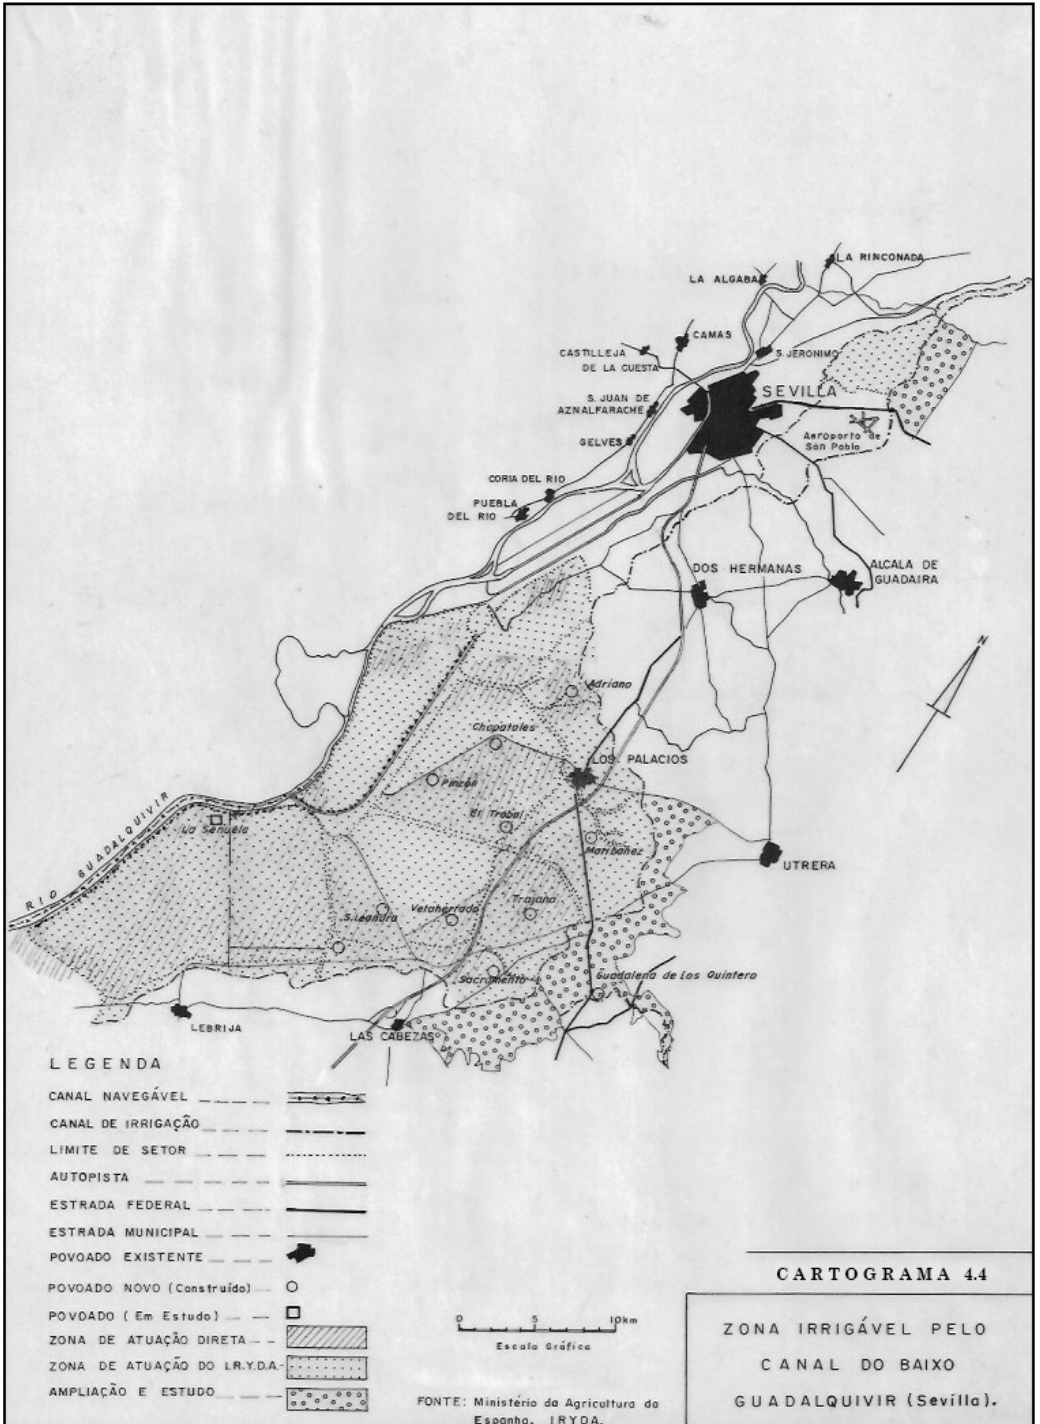 LA RINCONADA
LA ALGABA
CAMAS
CASTILLEJA
DE LA CUESTA
S. JERONIMO
SEVILLA
S. JUAN DE
AZNALFARACHE
GELVES
Aeroporto de
San Pablo
CORIA DEL RIO
PUEBLA
DEL RIO
DOS HERMANAS
ALCALA DE
GUADAIRA
N
Adriano
Chapatales
LOS PALACIOS
Pinzón
El Trobal
La Señuela
Maribáñez
RIO GUADALQUIVIR
UTRERA
S. Leandro
Vetaherrado
Trajano
Sacramento
Guadalena de Los Quintero
LEBRIJA
LAS CABEZAS
LEGENDA
CANAL NAVEGÁVEL
CANAL DE IRRIGAÇÃO
LIMITE DE SETOR
AUTOPISTA
ESTRADA FEDERAL
ESTRADA MUNICIPAL
POVOADO EXISTENTE
POVOADO NOVO (Construído)
POVOADO (Em Estudo)
ZONA DE ATUAÇÃO DIRETA
ZONA DE ATUAÇÃO DO I.R.Y.D.A.
AMPLIAÇÃO E ESTUDO
0 5 10km
Escala Gráfica
FONTE: Ministério da Agricultura da
Espanha. IRYDA.
CARTOGRAMA 4.4
ZONA IRRIGÁVEL PELO
CANAL DO BAIXO
GUADALQUIVIR (Sevilla).